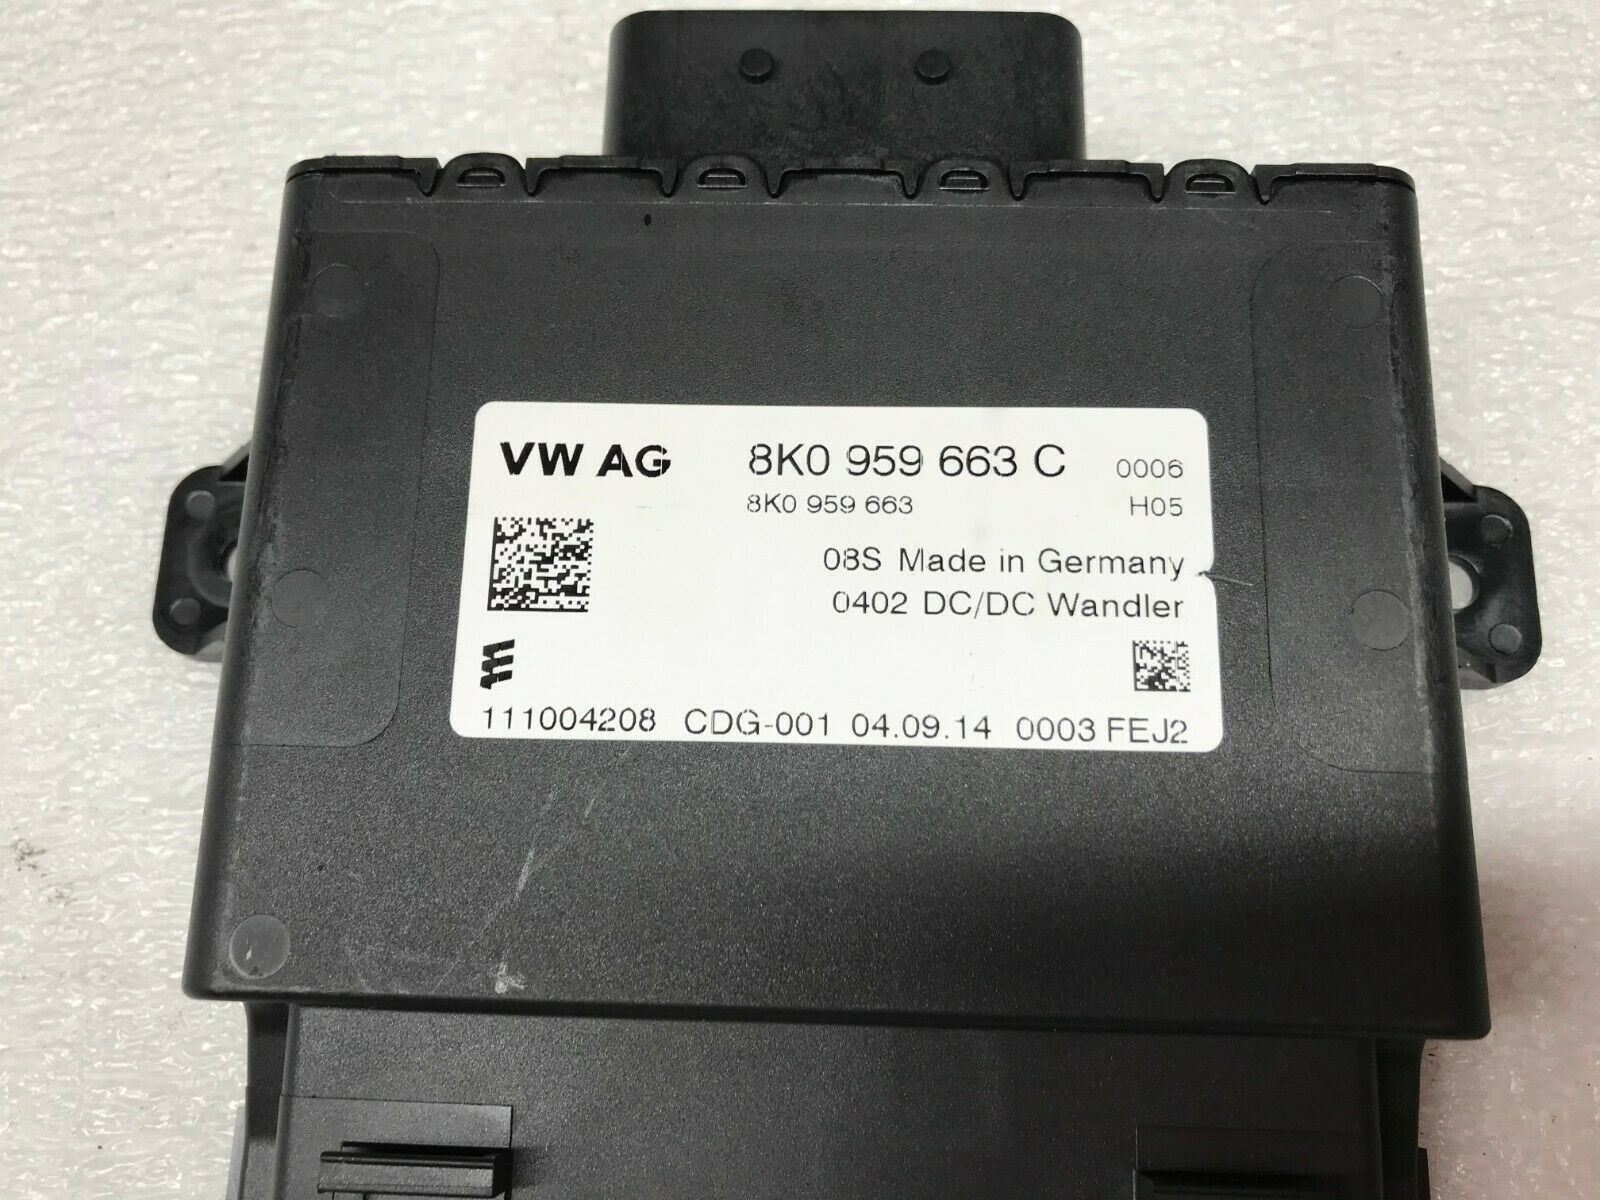 VW AG 8K0 959 663 C 0006
8K0 959 663 H05
08S Made in Germany
0402 DC/DC Wandler
111004208 CDG-001 04.09.14 0003 FEJ2